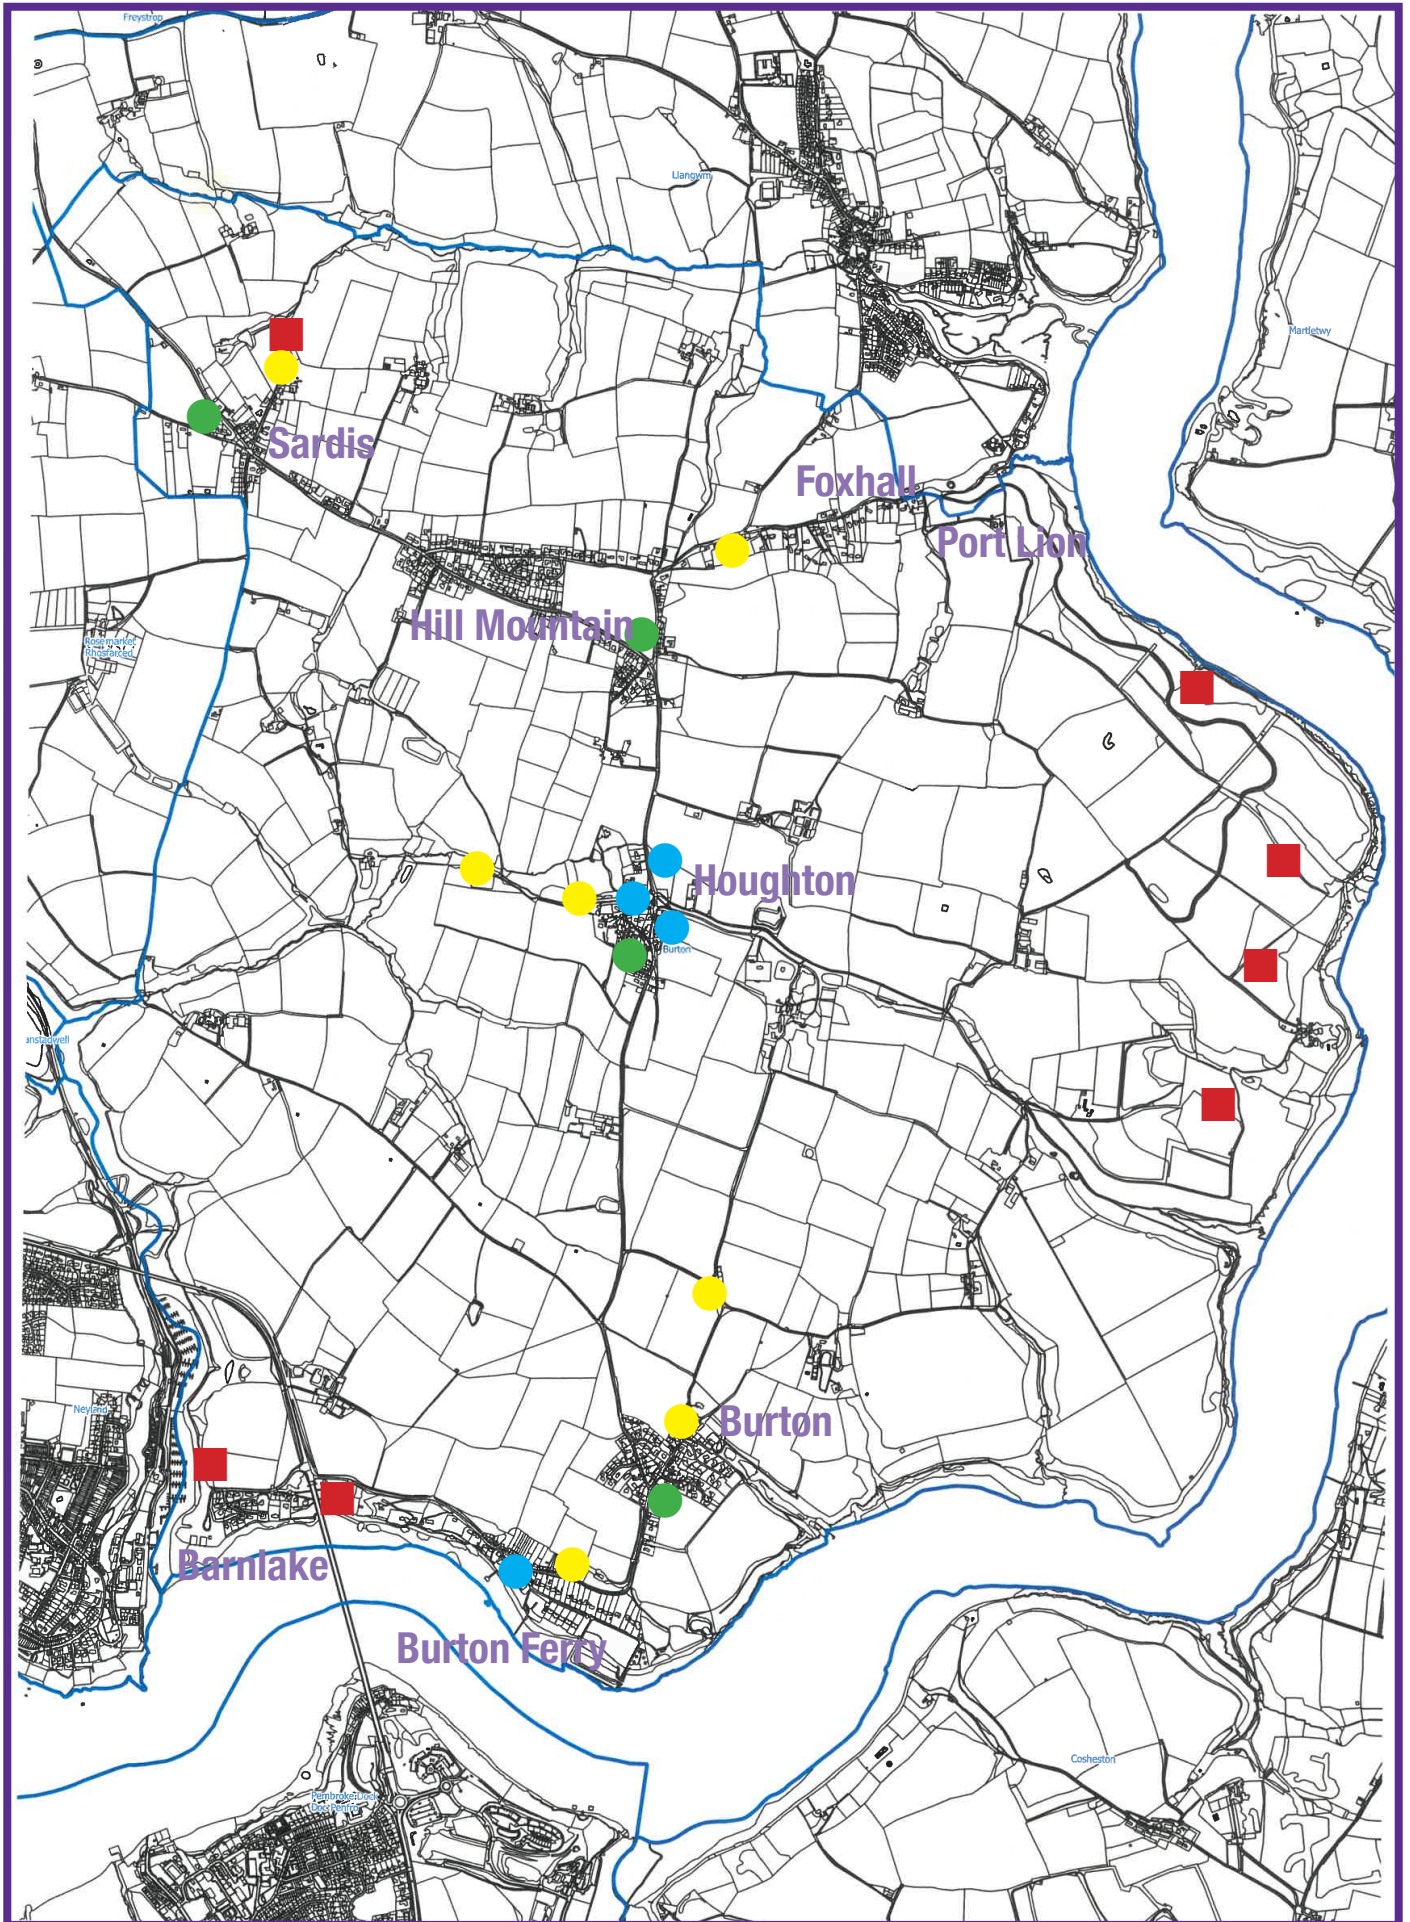 Freystrop
Llangwm
Martletwy
Sardis
Foxhall
Port Lion
Hill Mountain
Rosemarket
Rhosfarced
Houghton
Burton
anstadwell
Neyland
Burton
Barnlake
Burton Ferry
Cosheston
Pembroke Dock
Doc Penfro